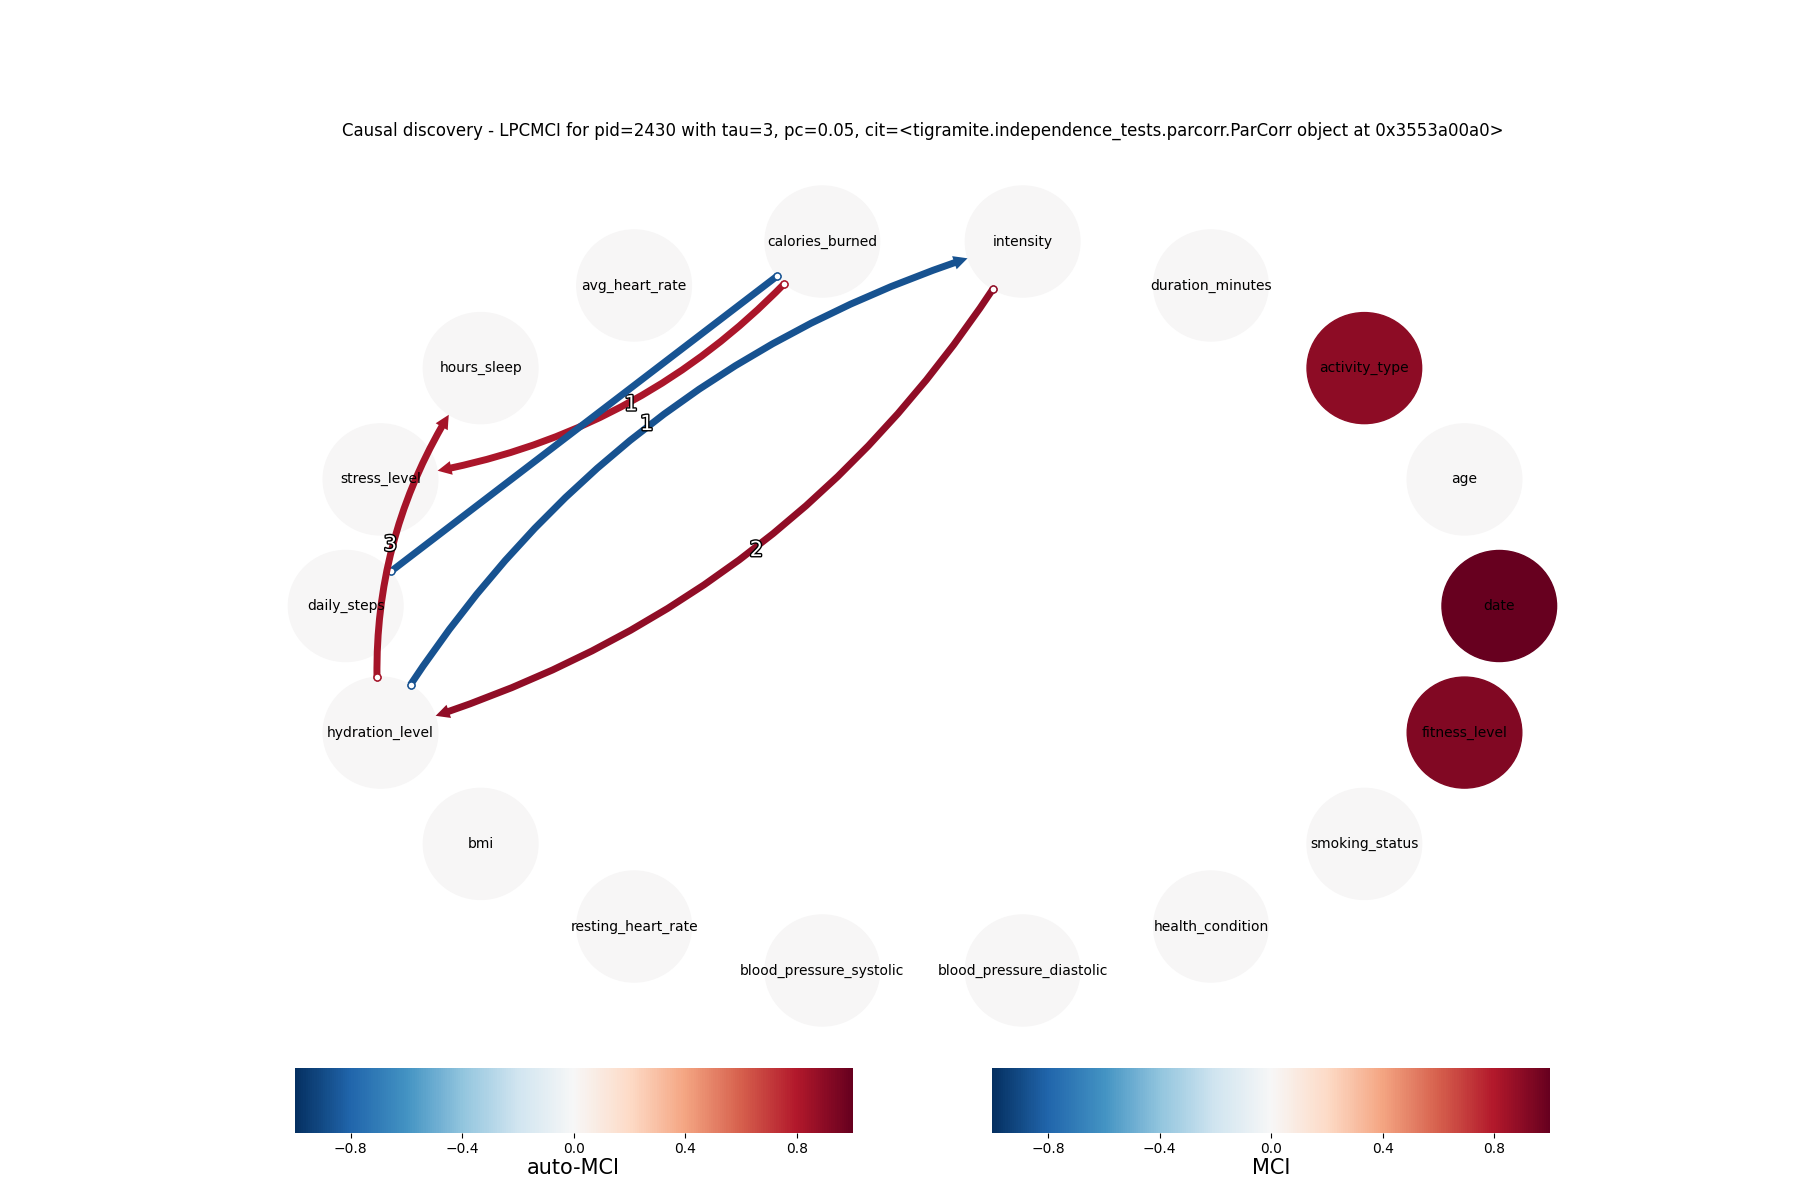 Causal discovery - LPCMCI for pid=2430 with tau=3, pc=0.05, cit=<tigramite.independence_tests.parcorr.ParCorr object at 0x3553a00a0>
calories_burned
intensity
avg_heart_rate
duration_minutes
hours_sleep
activity_type
1
1
stress_level
age
3
2
daily_steps
date
hydration_level
fitness_level
bmi
smoking_status
resting_heart_rate
health_condition
blood_pressure_systolic
blood_pressure_diastolic
−0.8 −0.4 0.0 0.4 0.8
auto-MCI
−0.8 −0.4 0.0 0.4 0.8
MCI